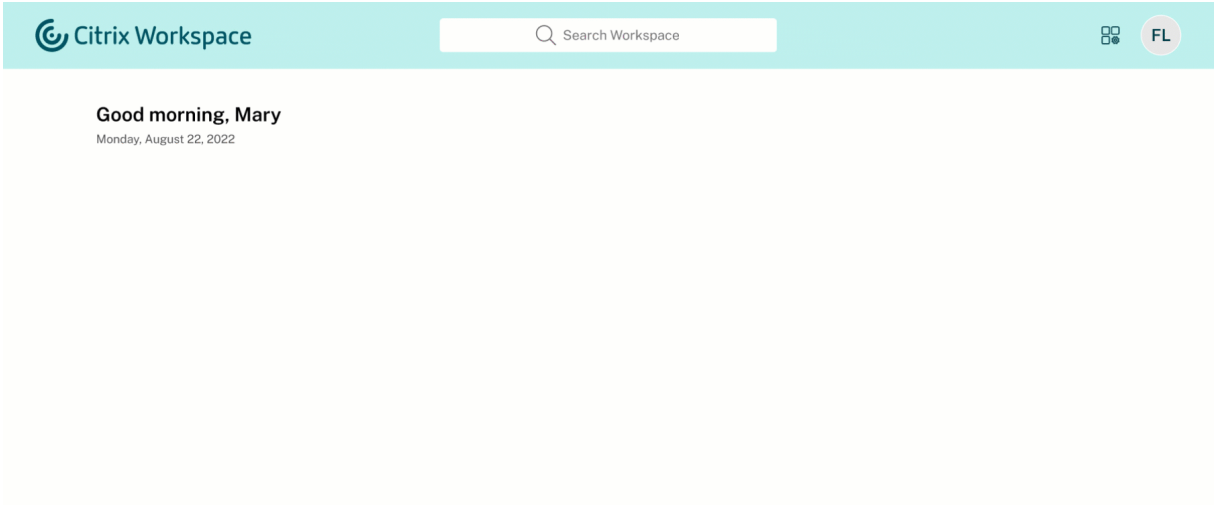 Citrix Workspace
Search Workspace
FL
Good morning, Mary
Monday, August 22, 2022